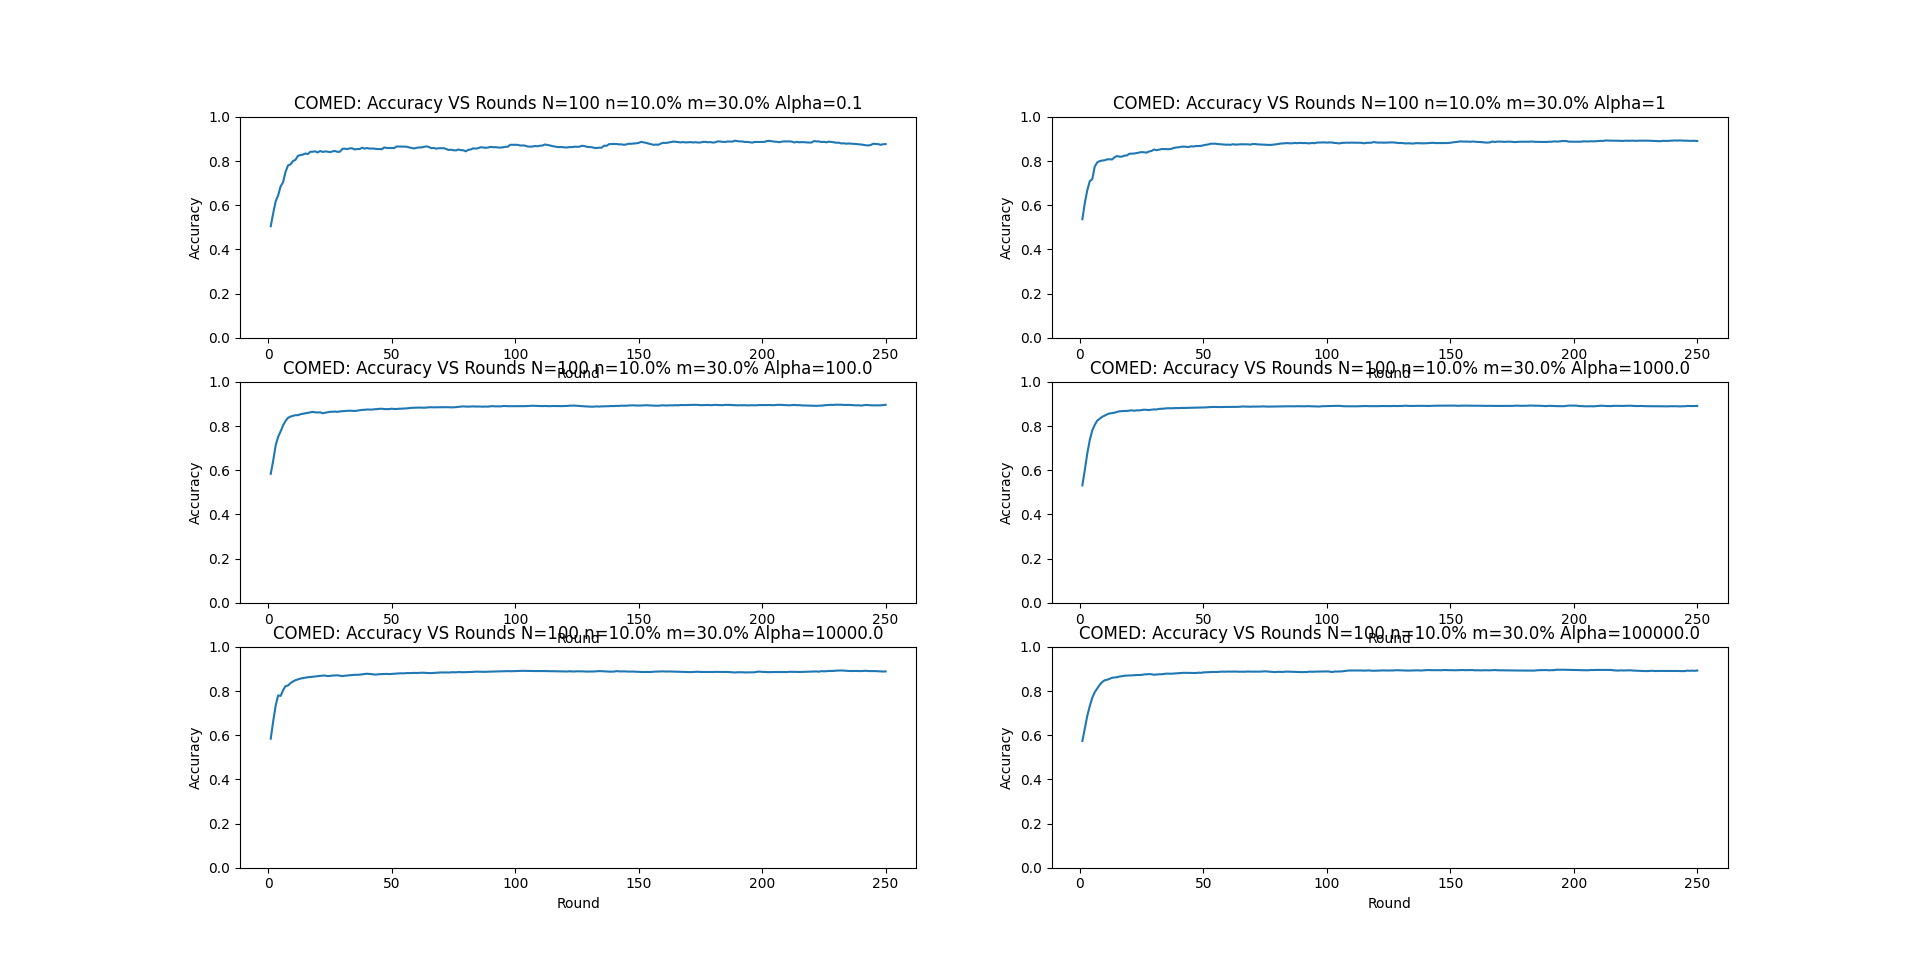 COMED: Accuracy VS Rounds N=100 n=10.0% m=30.0% Alpha=0.1
1.0
0.8
0.6
0.4
0.2
0.0
Accuracy
0 50 100 150 200 250
Round
COMED: Accuracy VS Rounds N=100 n=10.0% m=30.0% Alpha=1
1.0
0.8
0.6
0.4
0.2
0.0
Accuracy
0 50 100 150 200 250
Round
COMED: Accuracy VS Rounds N=100 n=10.0% m=30.0% Alpha=100.0
1.0
0.8
0.6
0.4
0.2
0.0
Accuracy
0 50 100 150 200 250
Round
COMED: Accuracy VS Rounds N=100 n=10.0% m=30.0% Alpha=1000.0
1.0
0.8
0.6
0.4
0.2
0.0
Accuracy
0 50 100 150 200 250
Round
COMED: Accuracy VS Rounds N=100 n=10.0% m=30.0% Alpha=10000.0
1.0
0.8
0.6
0.4
0.2
0.0
Accuracy
0 50 100 150 200 250
Round
COMED: Accuracy VS Rounds N=100 n=10.0% m=30.0% Alpha=100000.0
1.0
0.8
0.6
0.4
0.2
0.0
Accuracy
0 50 100 150 200 250
Round